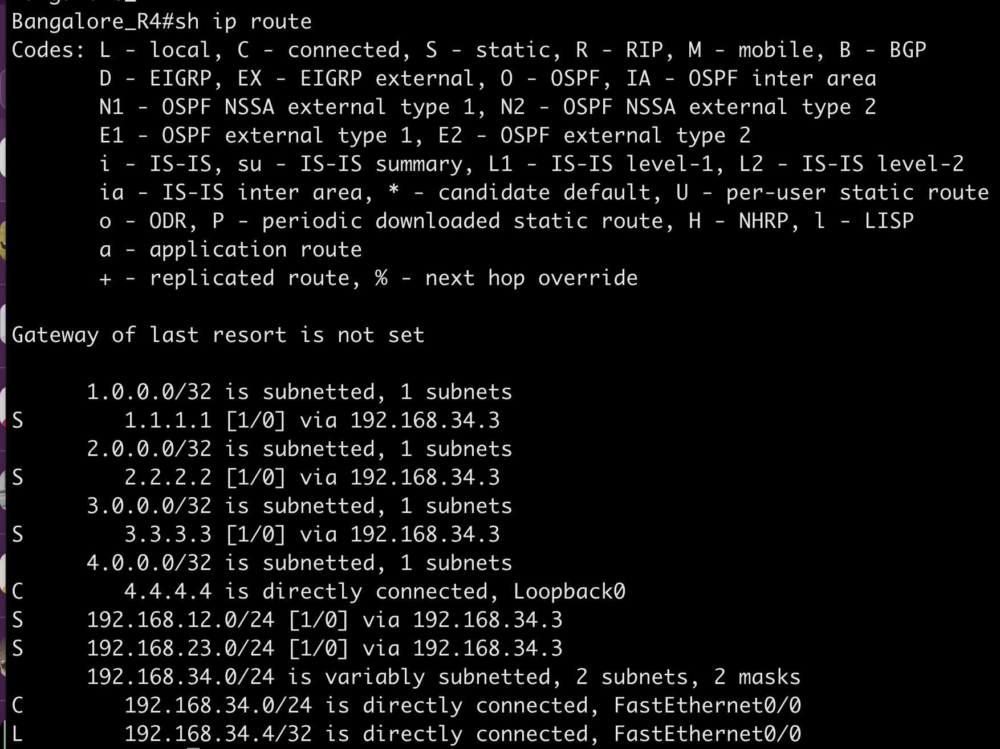 Bangalore_R4#sh ip route
Codes: L - local, C - connected, S - static, R - RIP, M - mobile, B - BGP
       D - EIGRP, EX - EIGRP external, O - OSPF, IA - OSPF inter area
       N1 - OSPF NSSA external type 1, N2 - OSPF NSSA external type 2
       E1 - OSPF external type 1, E2 - OSPF external type 2
       i - IS-IS, su - IS-IS summary, L1 - IS-IS level-1, L2 - IS-IS level-2
       ia - IS-IS inter area, * - candidate default, U - per-user static route
       o - ODR, P - periodic downloaded static route, H - NHRP, l - LISP
       a - application route
       + - replicated route, % - next hop override

Gateway of last resort is not set

      1.0.0.0/32 is subnetted, 1 subnets
S        1.1.1.1 [1/0] via 192.168.34.3
      2.0.0.0/32 is subnetted, 1 subnets
S        2.2.2.2 [1/0] via 192.168.34.3
      3.0.0.0/32 is subnetted, 1 subnets
S        3.3.3.3 [1/0] via 192.168.34.3
      4.0.0.0/32 is subnetted, 1 subnets
C        4.4.4.4 is directly connected, Loopback0
S     192.168.12.0/24 [1/0] via 192.168.34.3
S     192.168.23.0/24 [1/0] via 192.168.34.3
      192.168.34.0/24 is variably subnetted, 2 subnets, 2 masks
C        192.168.34.0/24 is directly connected, FastEthernet0/0
L        192.168.34.4/32 is directly connected, FastEthernet0/0